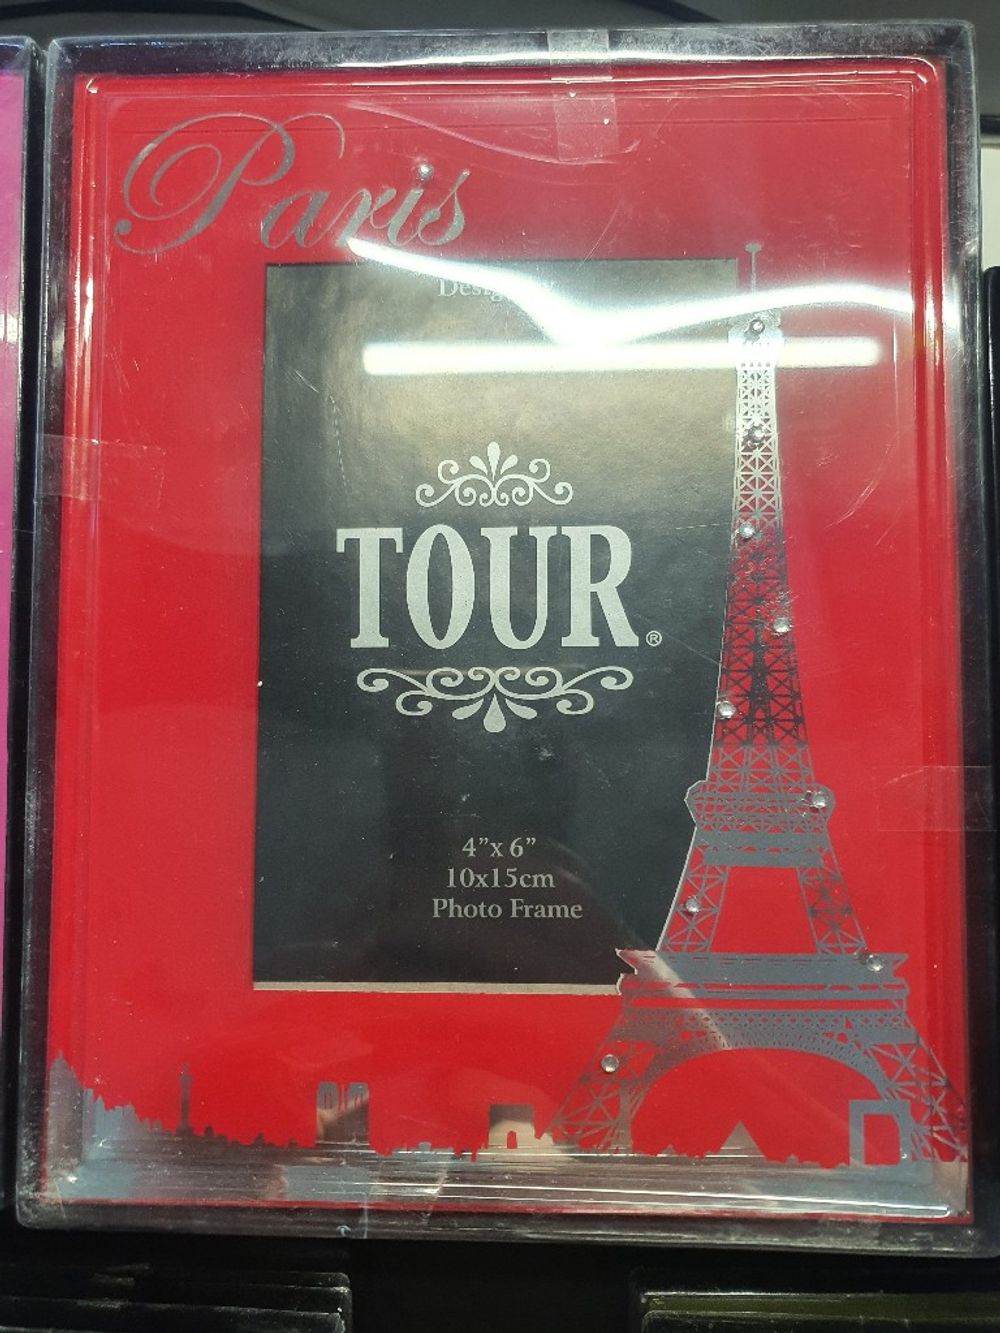 Paris
TOUR®
4”x 6”
10x15cm
Photo Frame